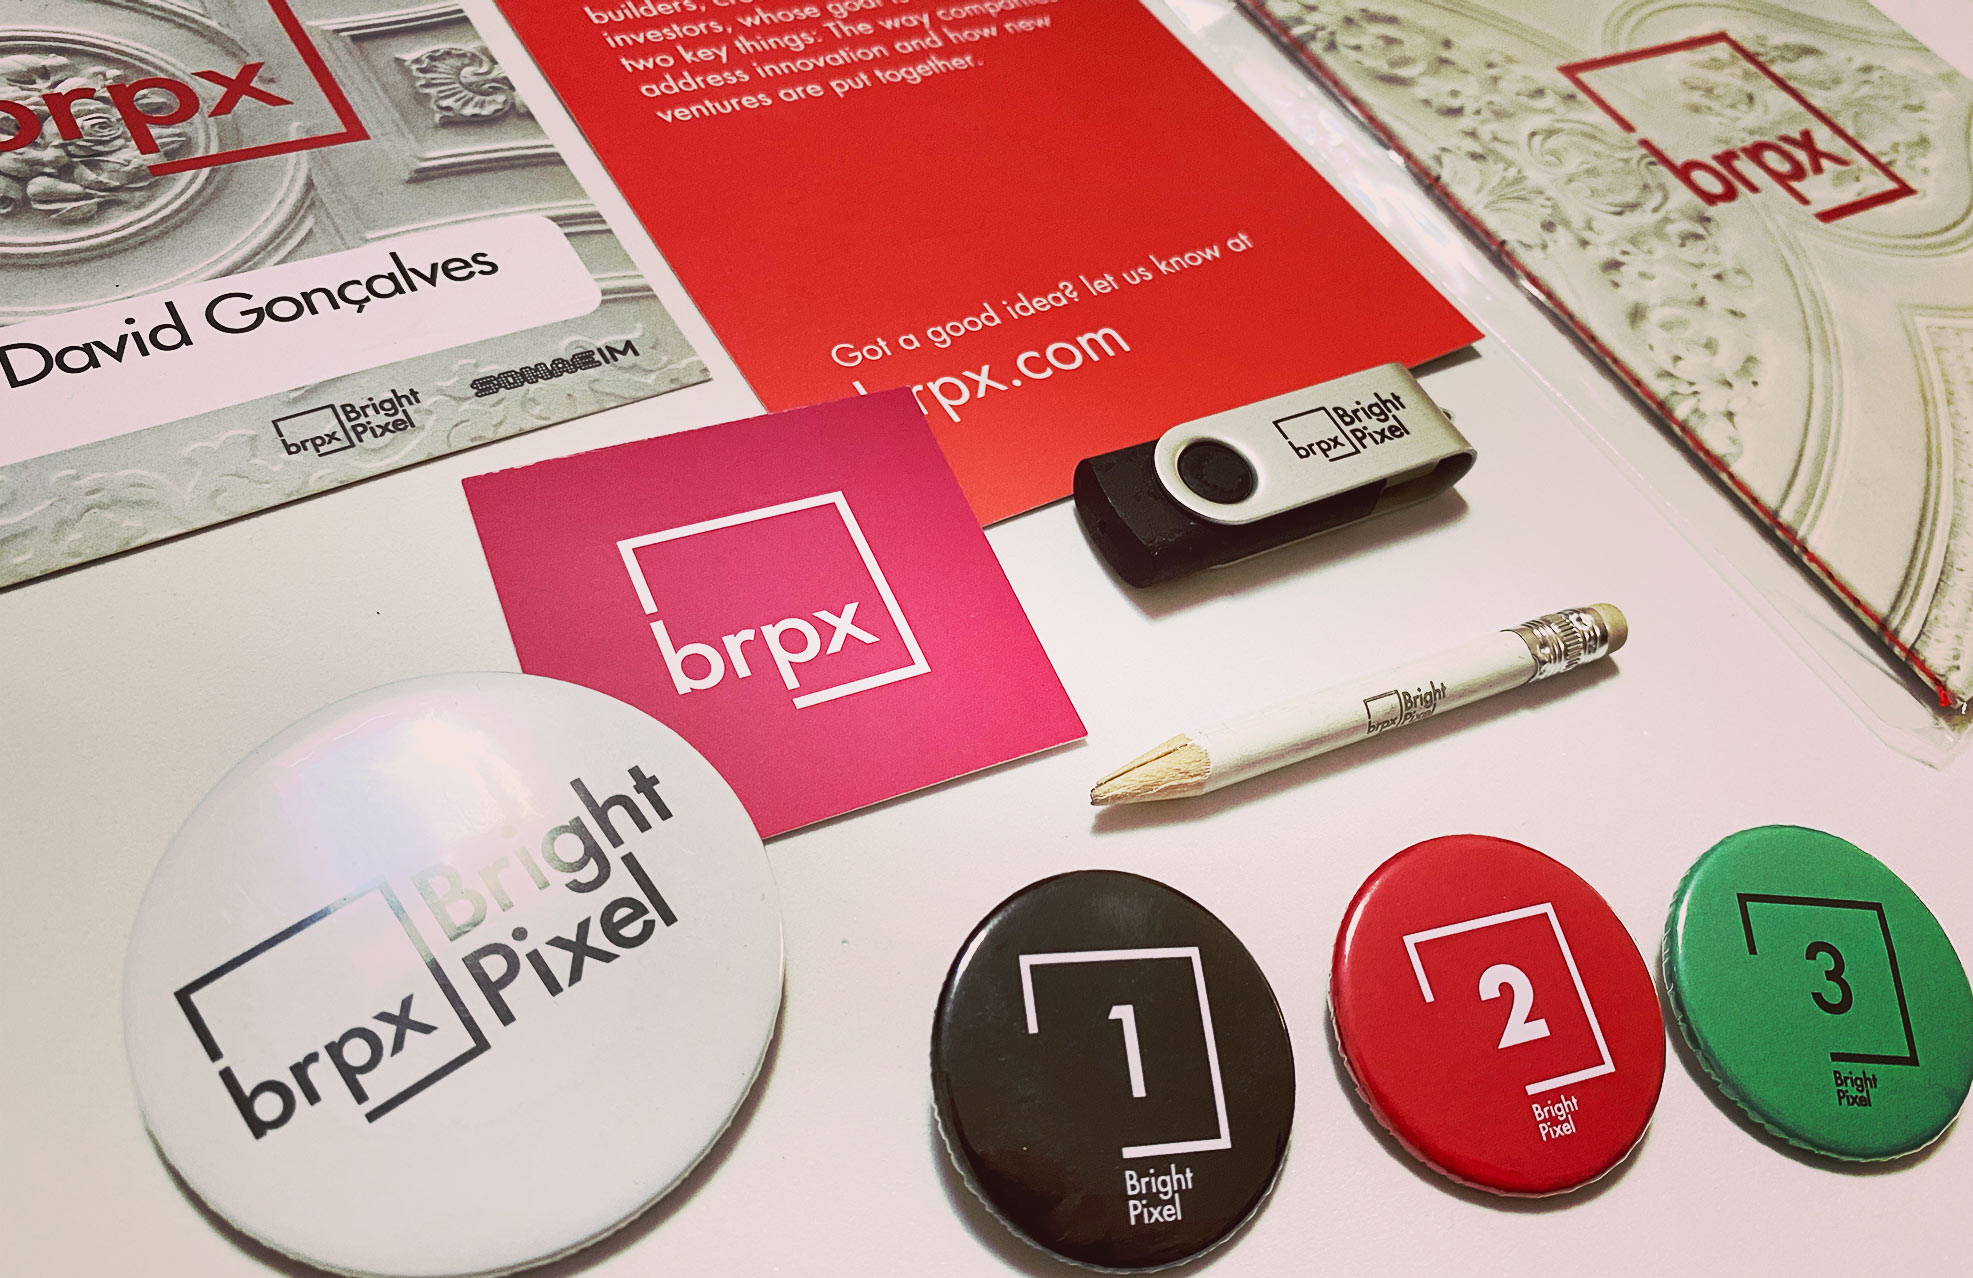 brpx
David Gonçalves
brpx
Bright
Pixel
SONAE IM
builders,
investors, whose goal is
two key things: The way companies
address innovation and how new
ventures are put together.
Got a good idea? let us know at
brpx.com
brpx
brpx
brpx
Bright
Pixel
brpx
Bright
Pixel
brpx
Bright
Pixel
1
Bright
Pixel
2
Bright
Pixel
3
Bright
Pixel